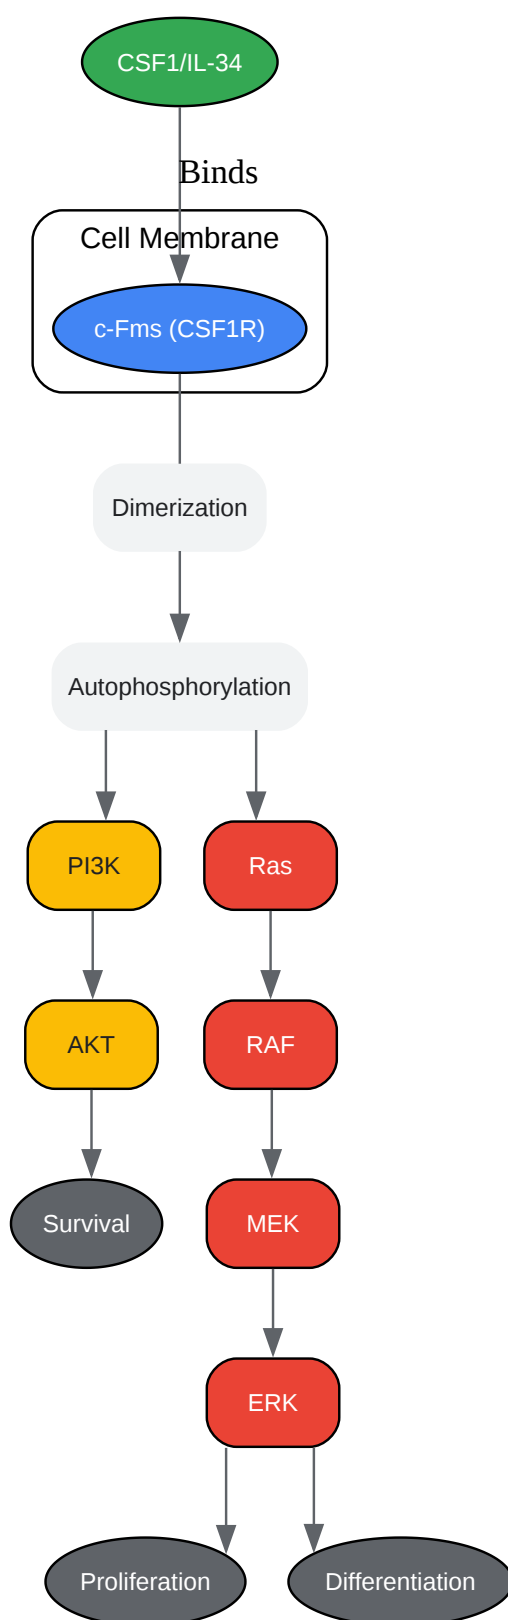 CSF1/IL-34
Binds
Cell Membrane
c-Fms (CSF1R)
Dimerization
Autophosphorylation
PI3K
Ras
AKT
RAF
Survival
MEK
ERK
Proliferation
Differentiation